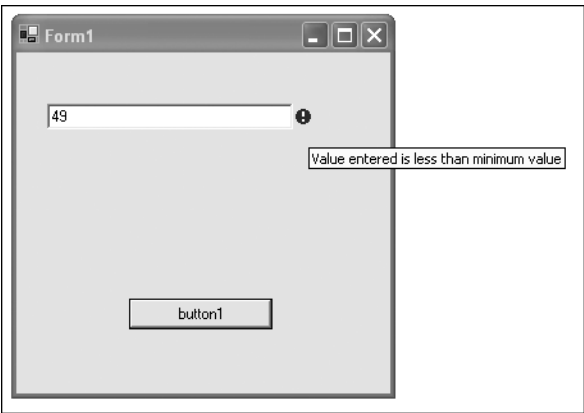 Form1
49
Value entered is less than minimum value
button1